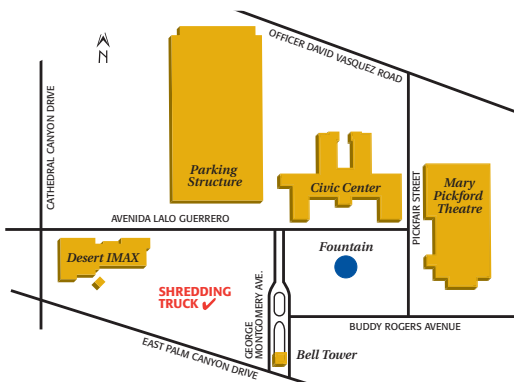 OFFICER DAVID VASQUEZ ROAD
N
CATHEDRAL CANYON DRIVE
Parking
Structure
Civic Center
PICKFAIR STREET
Mary
Pickford
Theatre
AVENIDA LALO GUERRERO
Desert IMAX
Fountain
SHREDDING
TRUCK ✓
GEORGE
MONTGOMERY AVE.
BUDDY ROGERS AVENUE
EAST PALM CANYON DRIVE
Bell Tower